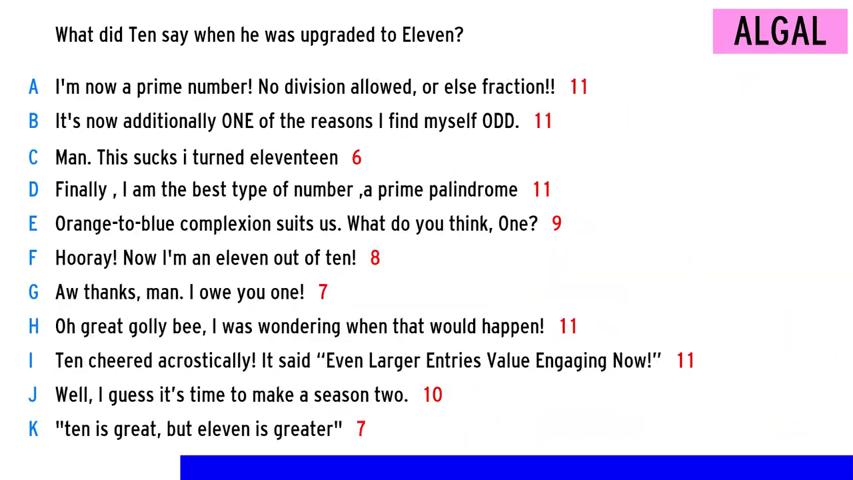 What did Ten say when he was upgraded to Eleven?
ALGAL
A I'm now a prime number! No division allowed, or else fraction!! 11
B It's now additionally ONE of the reasons I find myself ODD. 11
C Man. This sucks i turned eleventeen 6
D Finally , I am the best type of number ,a prime palindrome 11
E Orange-to-blue complexion suits us. What do you think, One? 9
F Hooray! Now I'm an eleven out of ten! 8
G Aw thanks, man. I owe you one! 7
H Oh great golly bee, I was wondering when that would happen! 11
I Ten cheered acrostically! It said “Even Larger Entries Value Engaging Now!” 11
J Well, I guess it’s time to make a season two. 10
K "ten is great, but eleven is greater" 7